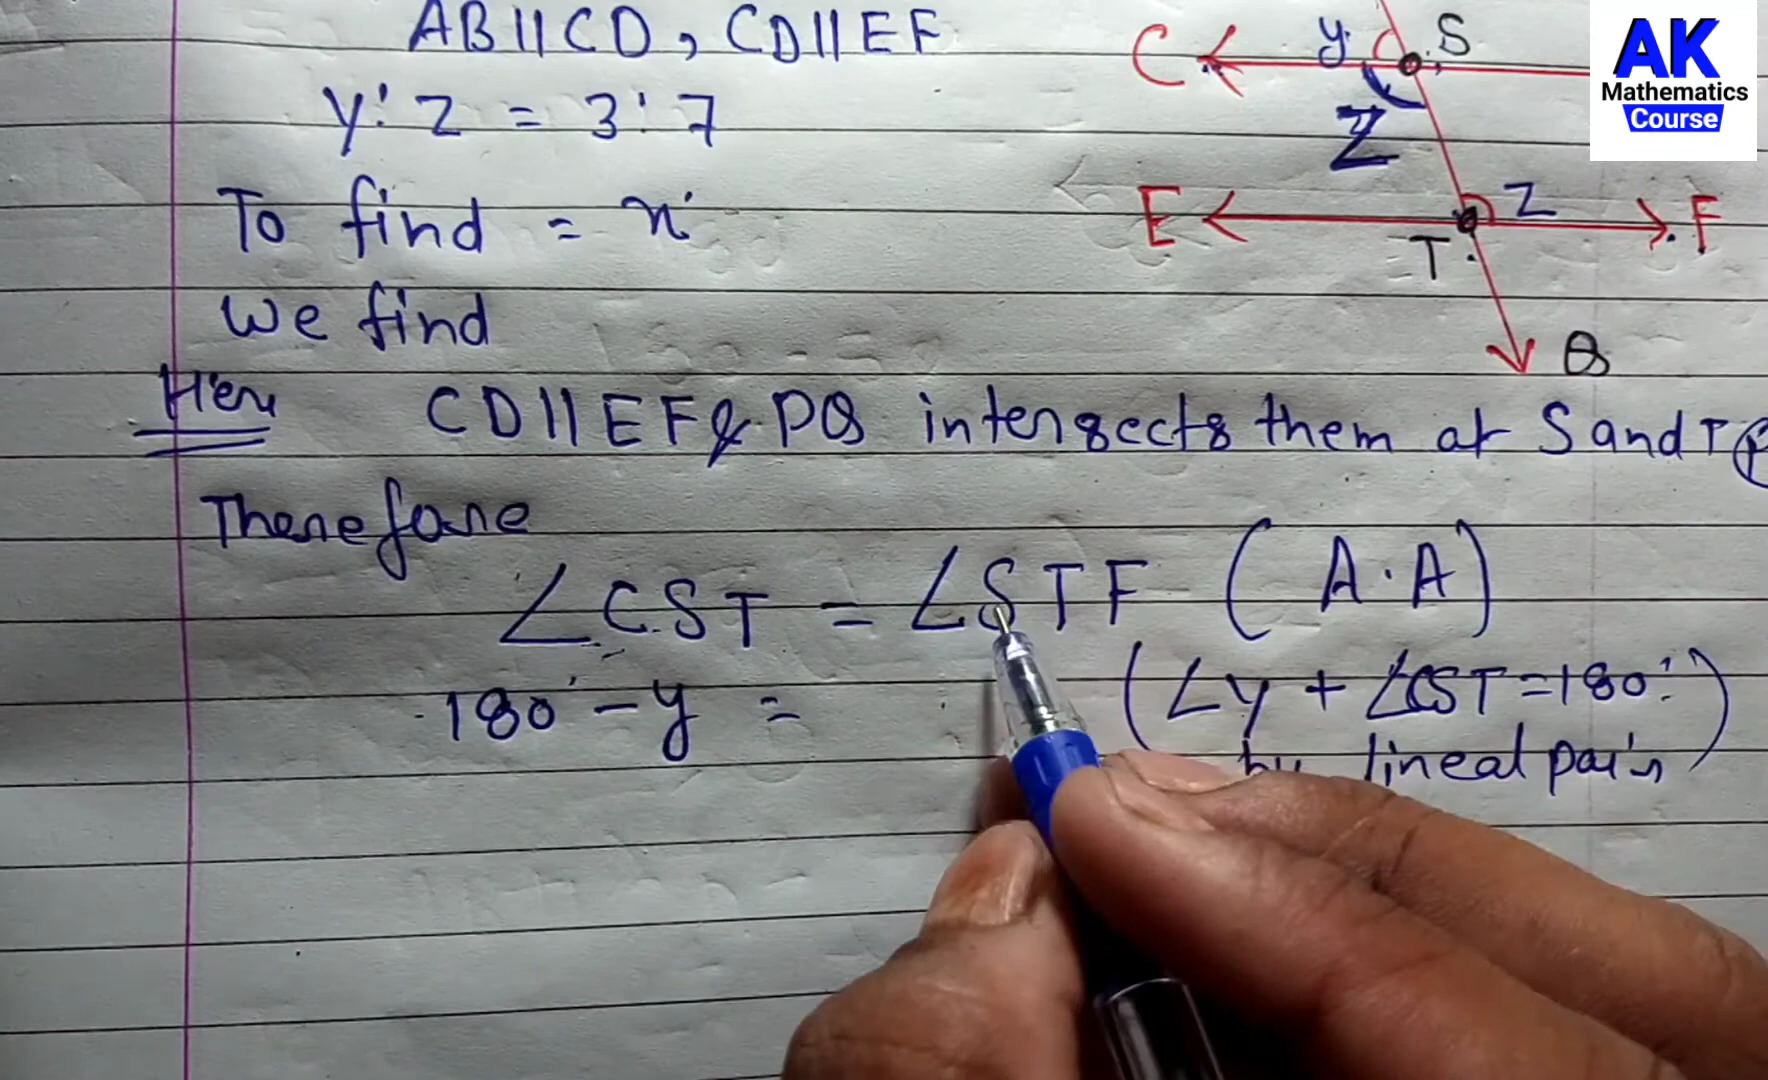 AB||CD, CD||EF
y:z = 3:7
To find = x
We find
Here CD||EF & PQ intersects them at S and T
Therefore
∠CST = ∠STF (A.A)
180° - y = (∠y + ∠CST = 180°)
by lineal pair
C y S
Z
E Z F
T
Q
AK
Mathematics
Course